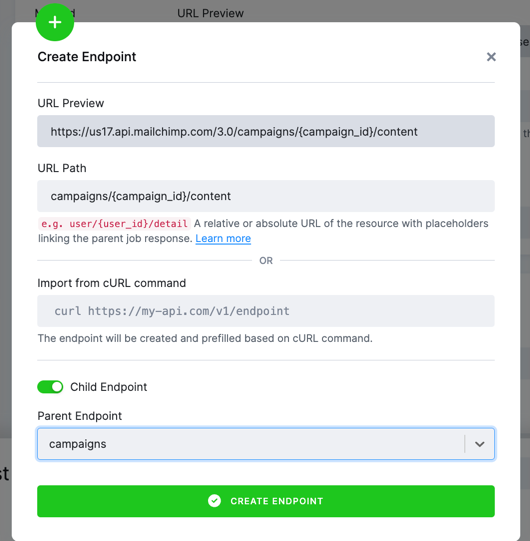 URL Preview
Create Endpoint
URL Preview
https://us17.api.mailchimp.com/3.0/campaigns/{campaign_id}/content
URL Path
campaigns/{campaign_id}/content
e.g. user/{user_id}/detail A relative or absolute URL of the resource with placeholders
linking the parent job response. Learn more
OR
Import from cURL command
curl https://my-api.com/v1/endpoint
The endpoint will be created and prefilled based on cURL command.
Child Endpoint
Parent Endpoint
campaigns
CREATE ENDPOINT